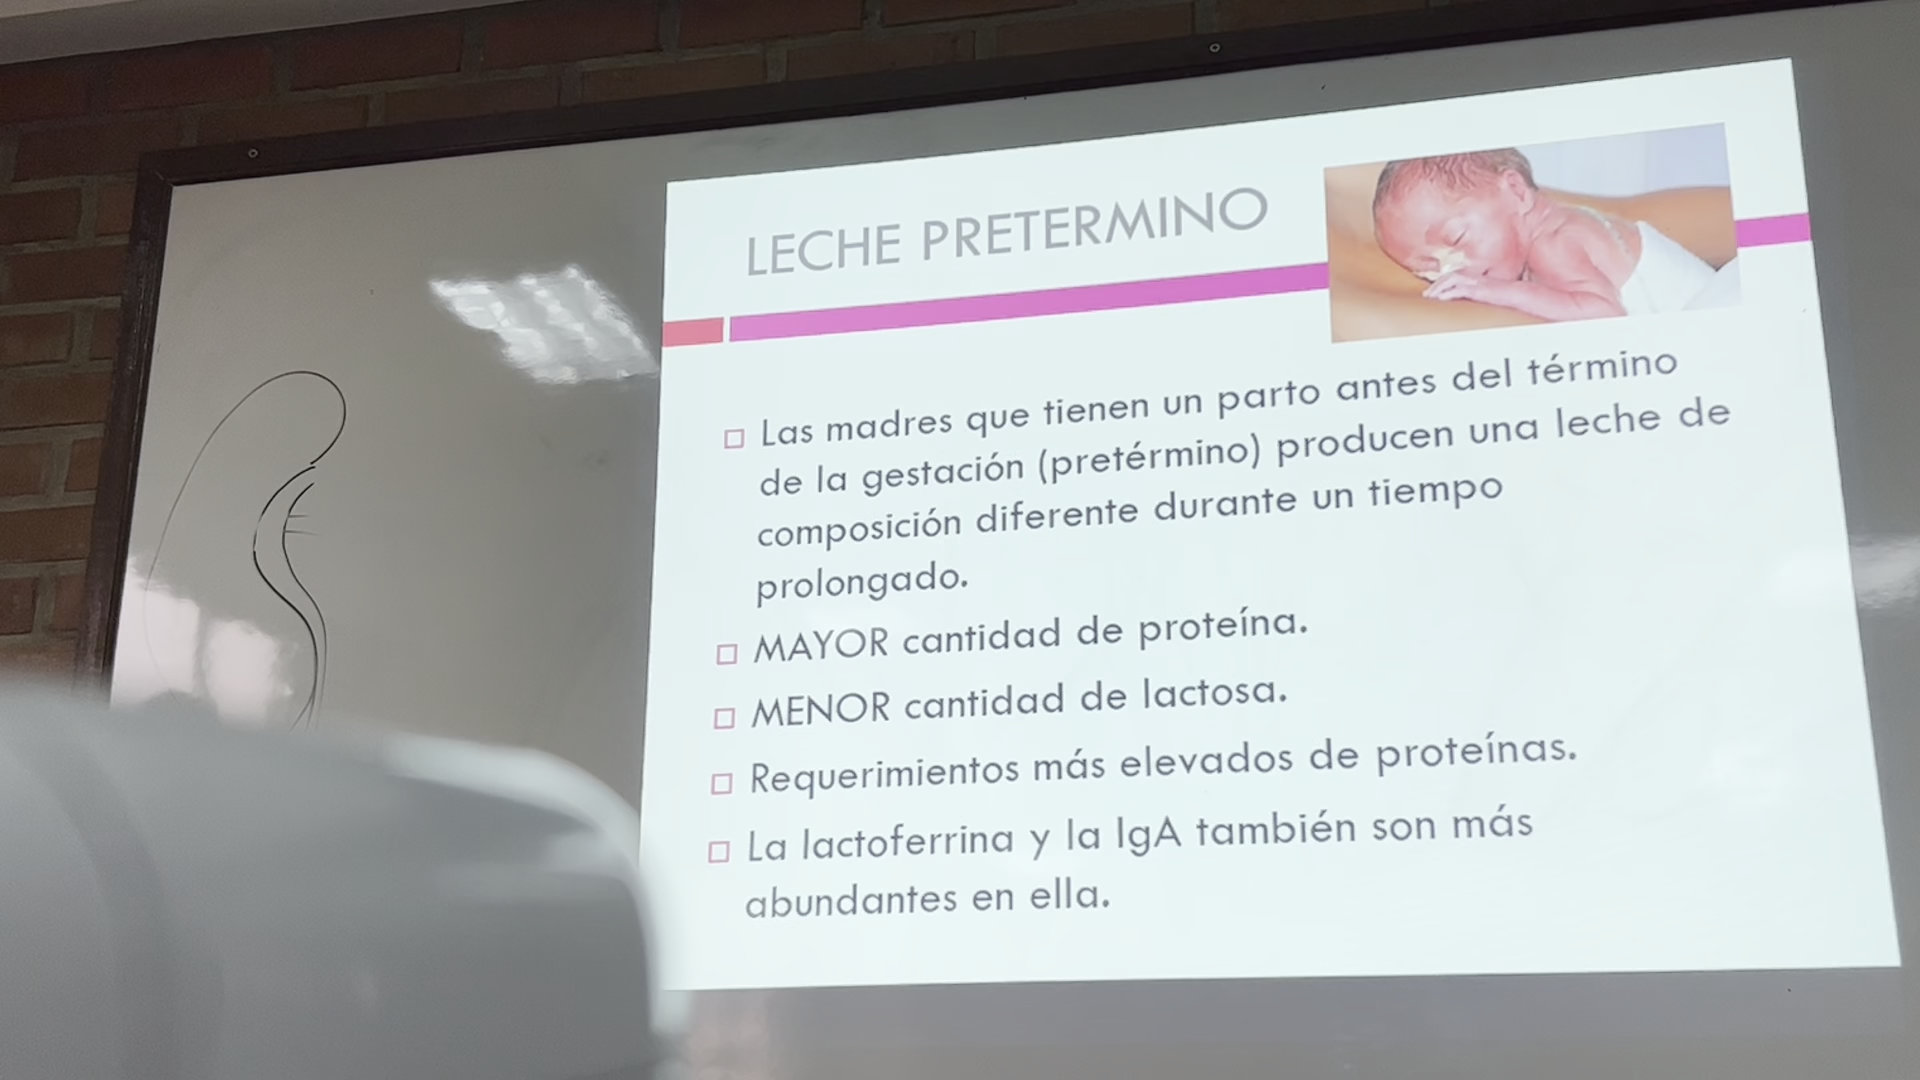 LECHE PRETERMINO
Las madres que tienen un parto antes del término
de la gestación (pretérmino) producen una leche de
composición diferente durante un tiempo
prolongado.
MAYOR cantidad de proteína.
MENOR cantidad de lactosa.
Requerimientos más elevados de proteínas.
La lactoferrina y la IgA también son más
abundantes en ella.